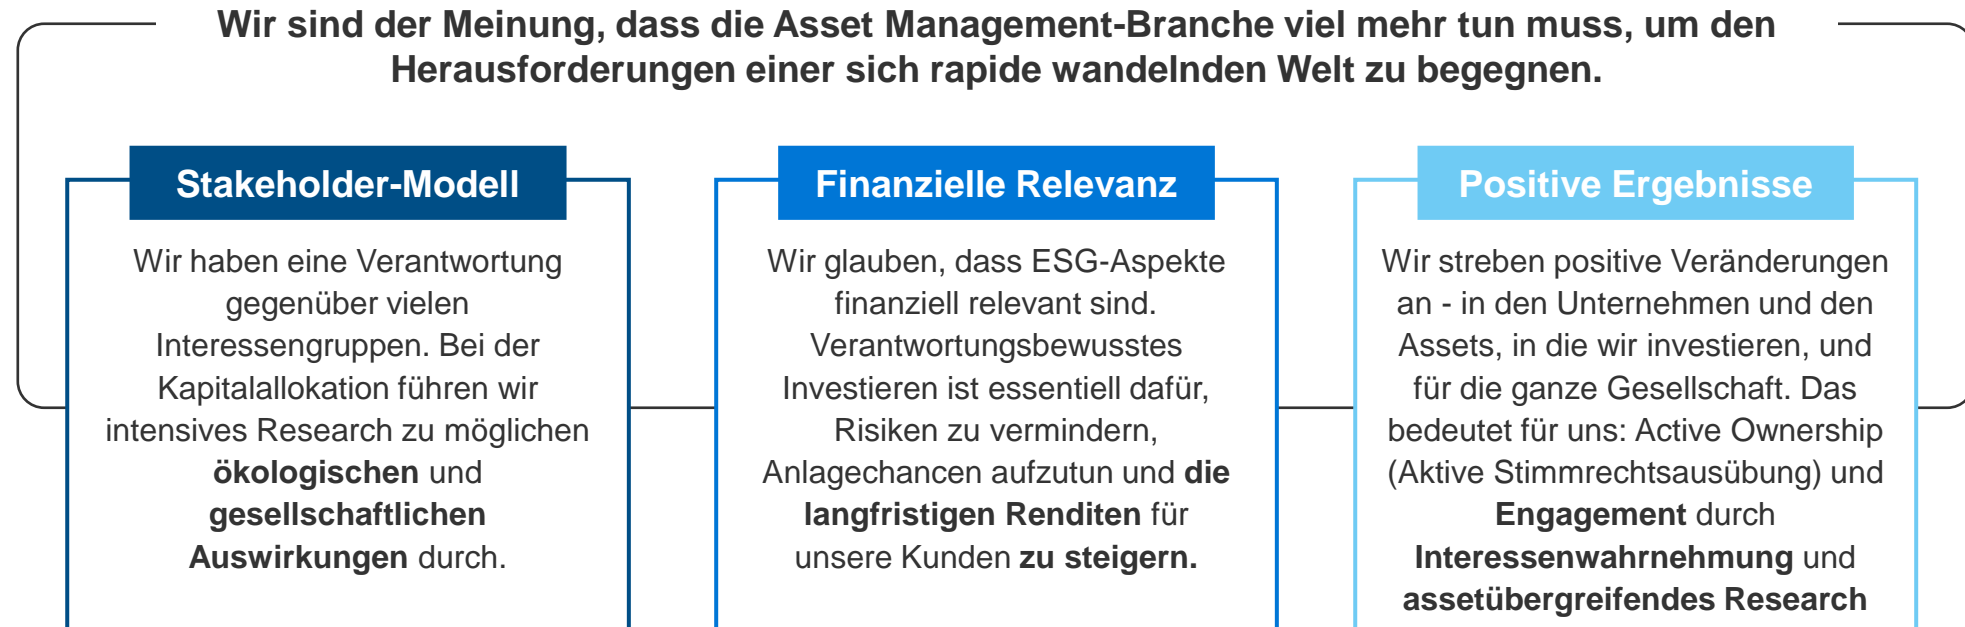 Wir sind der Meinung, dass die Asset Management-Branche viel mehr tun muss, um den
Herausforderungen einer sich rapide wandelnden Welt zu begegnen.
Stakeholder-Modell
Wir haben eine Verantwortung
gegenüber vielen
Interessengruppen. Bei der
Kapitalallokation führen wir
intensives Research zu möglichen
ökologischen und
gesellschaftlichen
Auswirkungen durch.
Finanzielle Relevanz
Wir glauben, dass ESG-Aspekte
finanziell relevant sind.
Verantwortungsbewusstes
Investieren ist essentiell dafür,
Risiken zu vermindern,
Anlagechancen aufzutun und die
langfristigen Renditen für
unsere Kunden zu steigern.
Positive Ergebnisse
Wir streben positive Veränderungen
an - in den Unternehmen und den
Assets, in die wir investieren, und
für die ganze Gesellschaft. Das
bedeutet für uns: Active Ownership
(Aktive Stimmrechtsausübung) und
Engagement durch
Interessenwahrnehmung und
assetübergreifendes Research